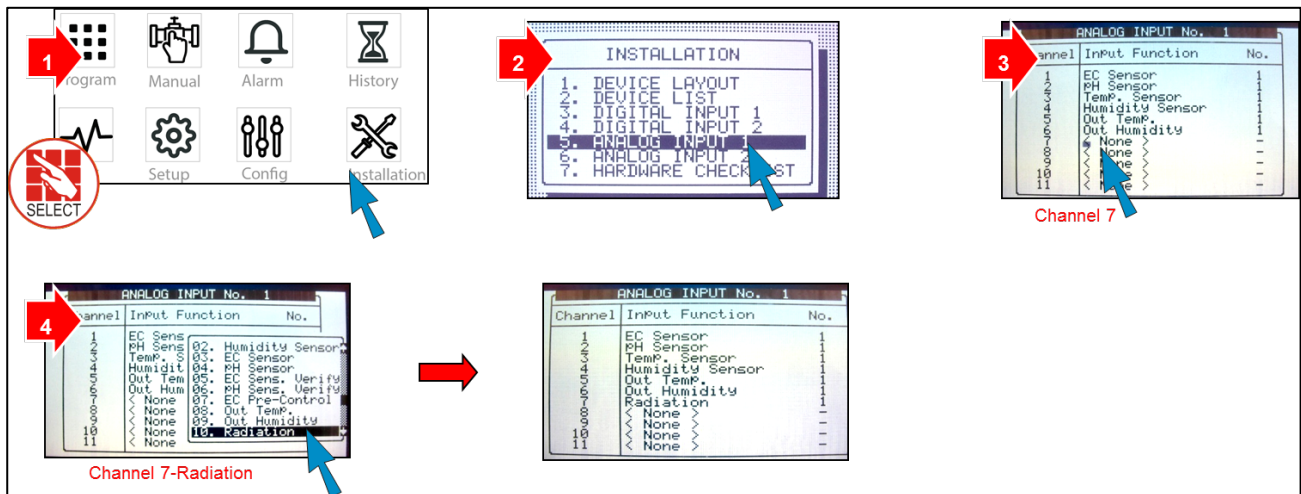 1
Program Manual Alarm History
Setup Config Installation
SELECT
2
INSTALLATION
1. DEVICE LAYOUT
2. DEVICE LIST
3. DIGITAL INPUT 1
4. DIGITAL INPUT 2
5. ANALOG INPUT 1
6. ANALOG INPUT 2
7. HARDWARE CHECK LIST
3
ANALOG INPUT No. 1
Channel Input Function No.
1 EC Sensor 1
2 pH Sensor 1
3 Temp. Sensor 1
4 Humidity Sensor 1
5 Out Temp. 1
6 Out Humidity 1
7 < None > -
8 < None > -
9 < None > -
10 < None > -
11 < None > -
Channel 7
4
ANALOG INPUT No. 1
Channel Input Function No.
1 EC Sens
2 pH Sens 02. Humidity Sensor
3 Temp. S 03. EC Sensor
4 Humidit 04. pH Sensor
5 Out Tem 05. EC Sens. Verify
6 Out Hum 06. pH Sens. Verify
7 < None 07. EC Pre-Control
8 < None 08. Out Temp.
9 < None 09. Out Humidity
10 < None 10. Radiation
11 < None
Channel 7-Radiation
ANALOG INPUT No. 1
Channel Input Function No.
1 EC Sensor 1
2 pH Sensor 1
3 Temp. Sensor 1
4 Humidity Sensor 1
5 Out Temp. 1
6 Out Humidity 1
7 Radiation 1
8 < None > -
9 < None > -
10 < None > -
11 < None > -